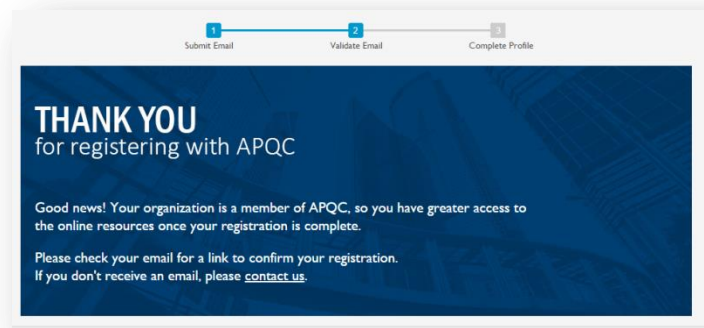 1 2 3
Submit Email Validate Email Complete Profile
THANK YOU
for registering with APQC
Good news! Your organization is a member of APQC, so you have greater access to
the online resources once your registration is complete.
Please check your email for a link to confirm your registration.
If you don't receive an email, please contact us.